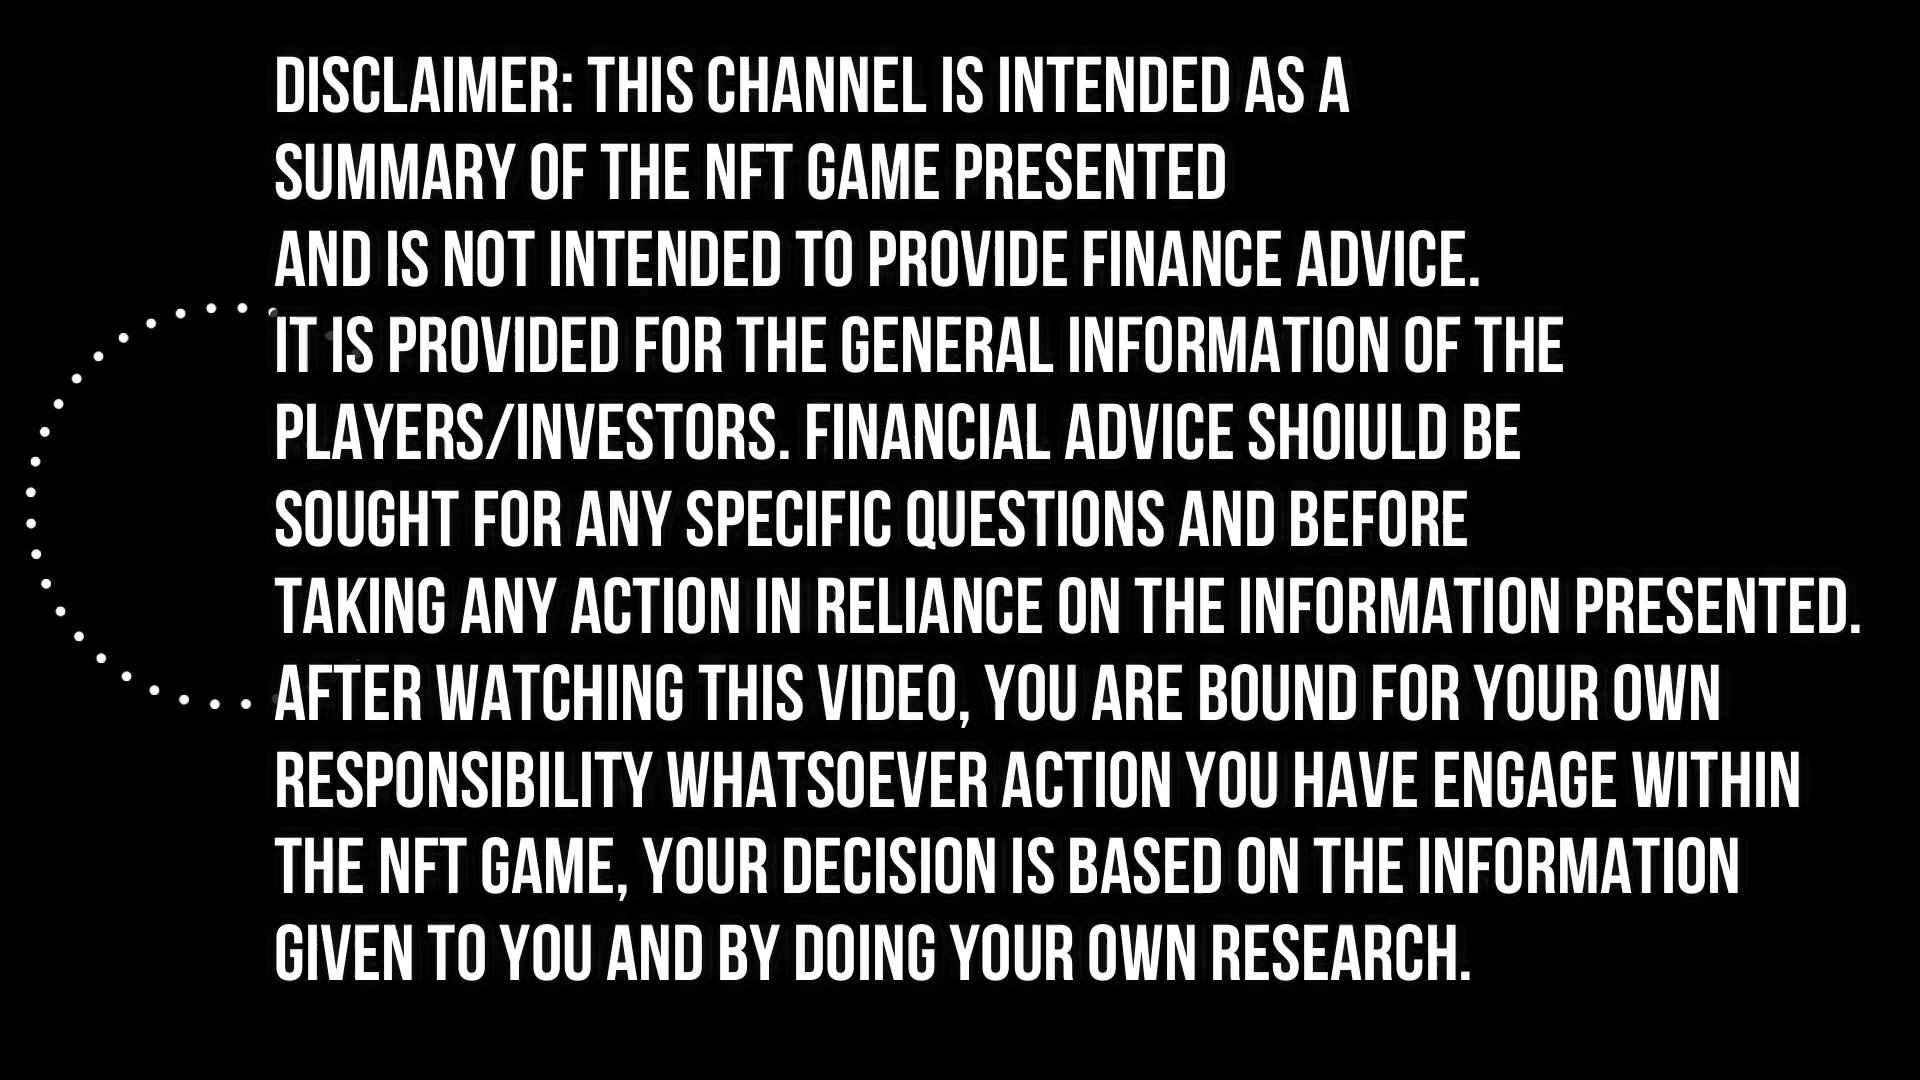 DISCLAIMER: THIS CHANNEL IS INTENDED AS A
SUMMARY OF THE NFT GAME PRESENTED
AND IS NOT INTENDED TO PROVIDE FINANCE ADVICE.
IT IS PROVIDED FOR THE GENERAL INFORMATION OF THE
PLAYERS/INVESTORS. FINANCIAL ADVICE SHOIULD BE
SOUGHT FOR ANY SPECIFIC QUESTIONS AND BEFORE
TAKING ANY ACTION IN RELIANCE ON THE INFORMATION PRESENTED.
AFTER WATCHING THIS VIDEO, YOU ARE BOUND FOR YOUR OWN
RESPONSIBILITY WHATSOEVER ACTION YOU HAVE ENGAGE WITHIN
THE NFT GAME, YOUR DECISION IS BASED ON THE INFORMATION
GIVEN TO YOU AND BY DOING YOUR OWN RESEARCH.